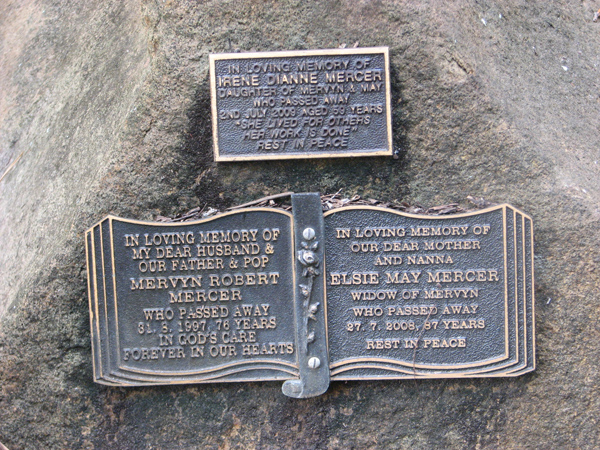 IN LOVING MEMORY OF
IRENE DIANNE MERCER
DAUGHTER OF MERVYN & MAY
WHO PASSED AWAY
2ND JULY 2009 AGED 59 YEARS
"SHE LIVED FOR OTHERS
HER WORK IS DONE"
REST IN PEACE
IN LOVING MEMORY OF
MY DEAR HUSBAND &
OUR FATHER & POP
MERVYN ROBERT
MERCER
WHO PASSED AWAY
31. 3. 1997, 76 YEARS
IN GOD'S CARE
FOREVER IN OUR HEARTS
IN LOVING MEMORY OF
OUR DEAR MOTHER
AND NANNA
ELSIE MAY MERCER
WIDOW OF MERVYN
WHO PASSED AWAY
27. 7. 2008, 87 YEARS
REST IN PEACE